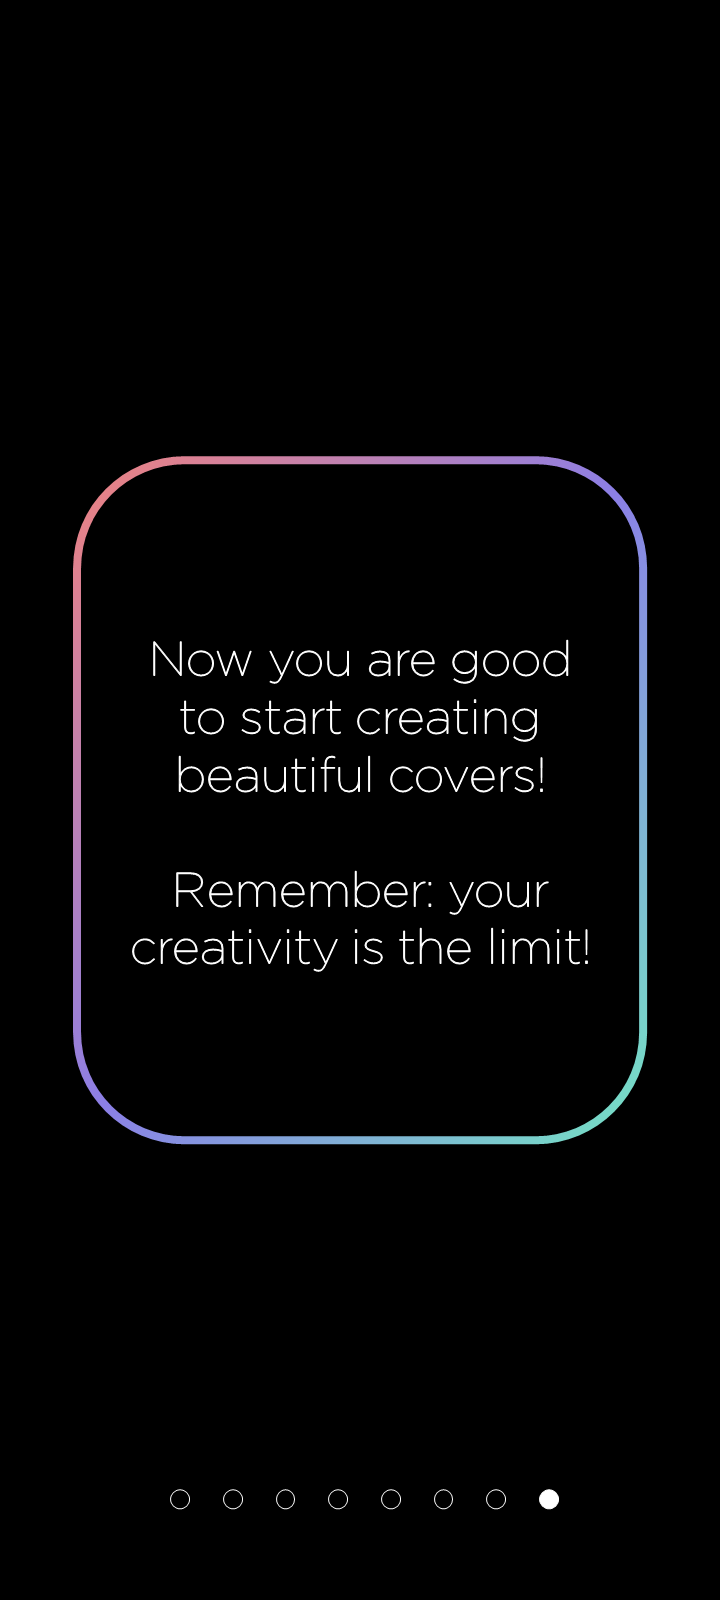 Now you are good
to start creating
beautiful covers!
Remember: your
creativity is the limit!